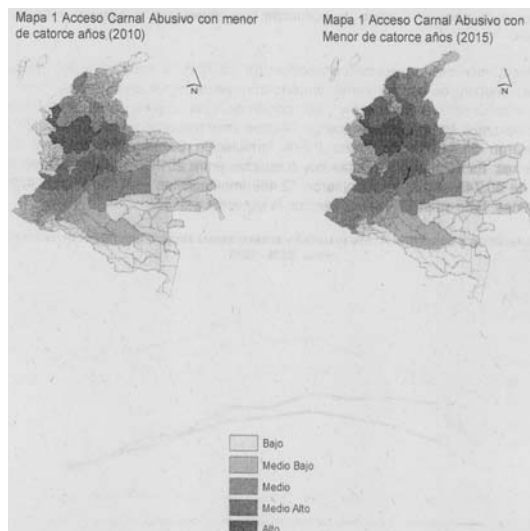 Mapa 1 Acceso Carnal Abusivo con menor
de catorce años (2010)
Mapa 1 Acceso Carnal Abusivo con
Menor de catorce años (2015)
N
N
Bajo
Medio Bajo
Medio
Medio Alto
Alto